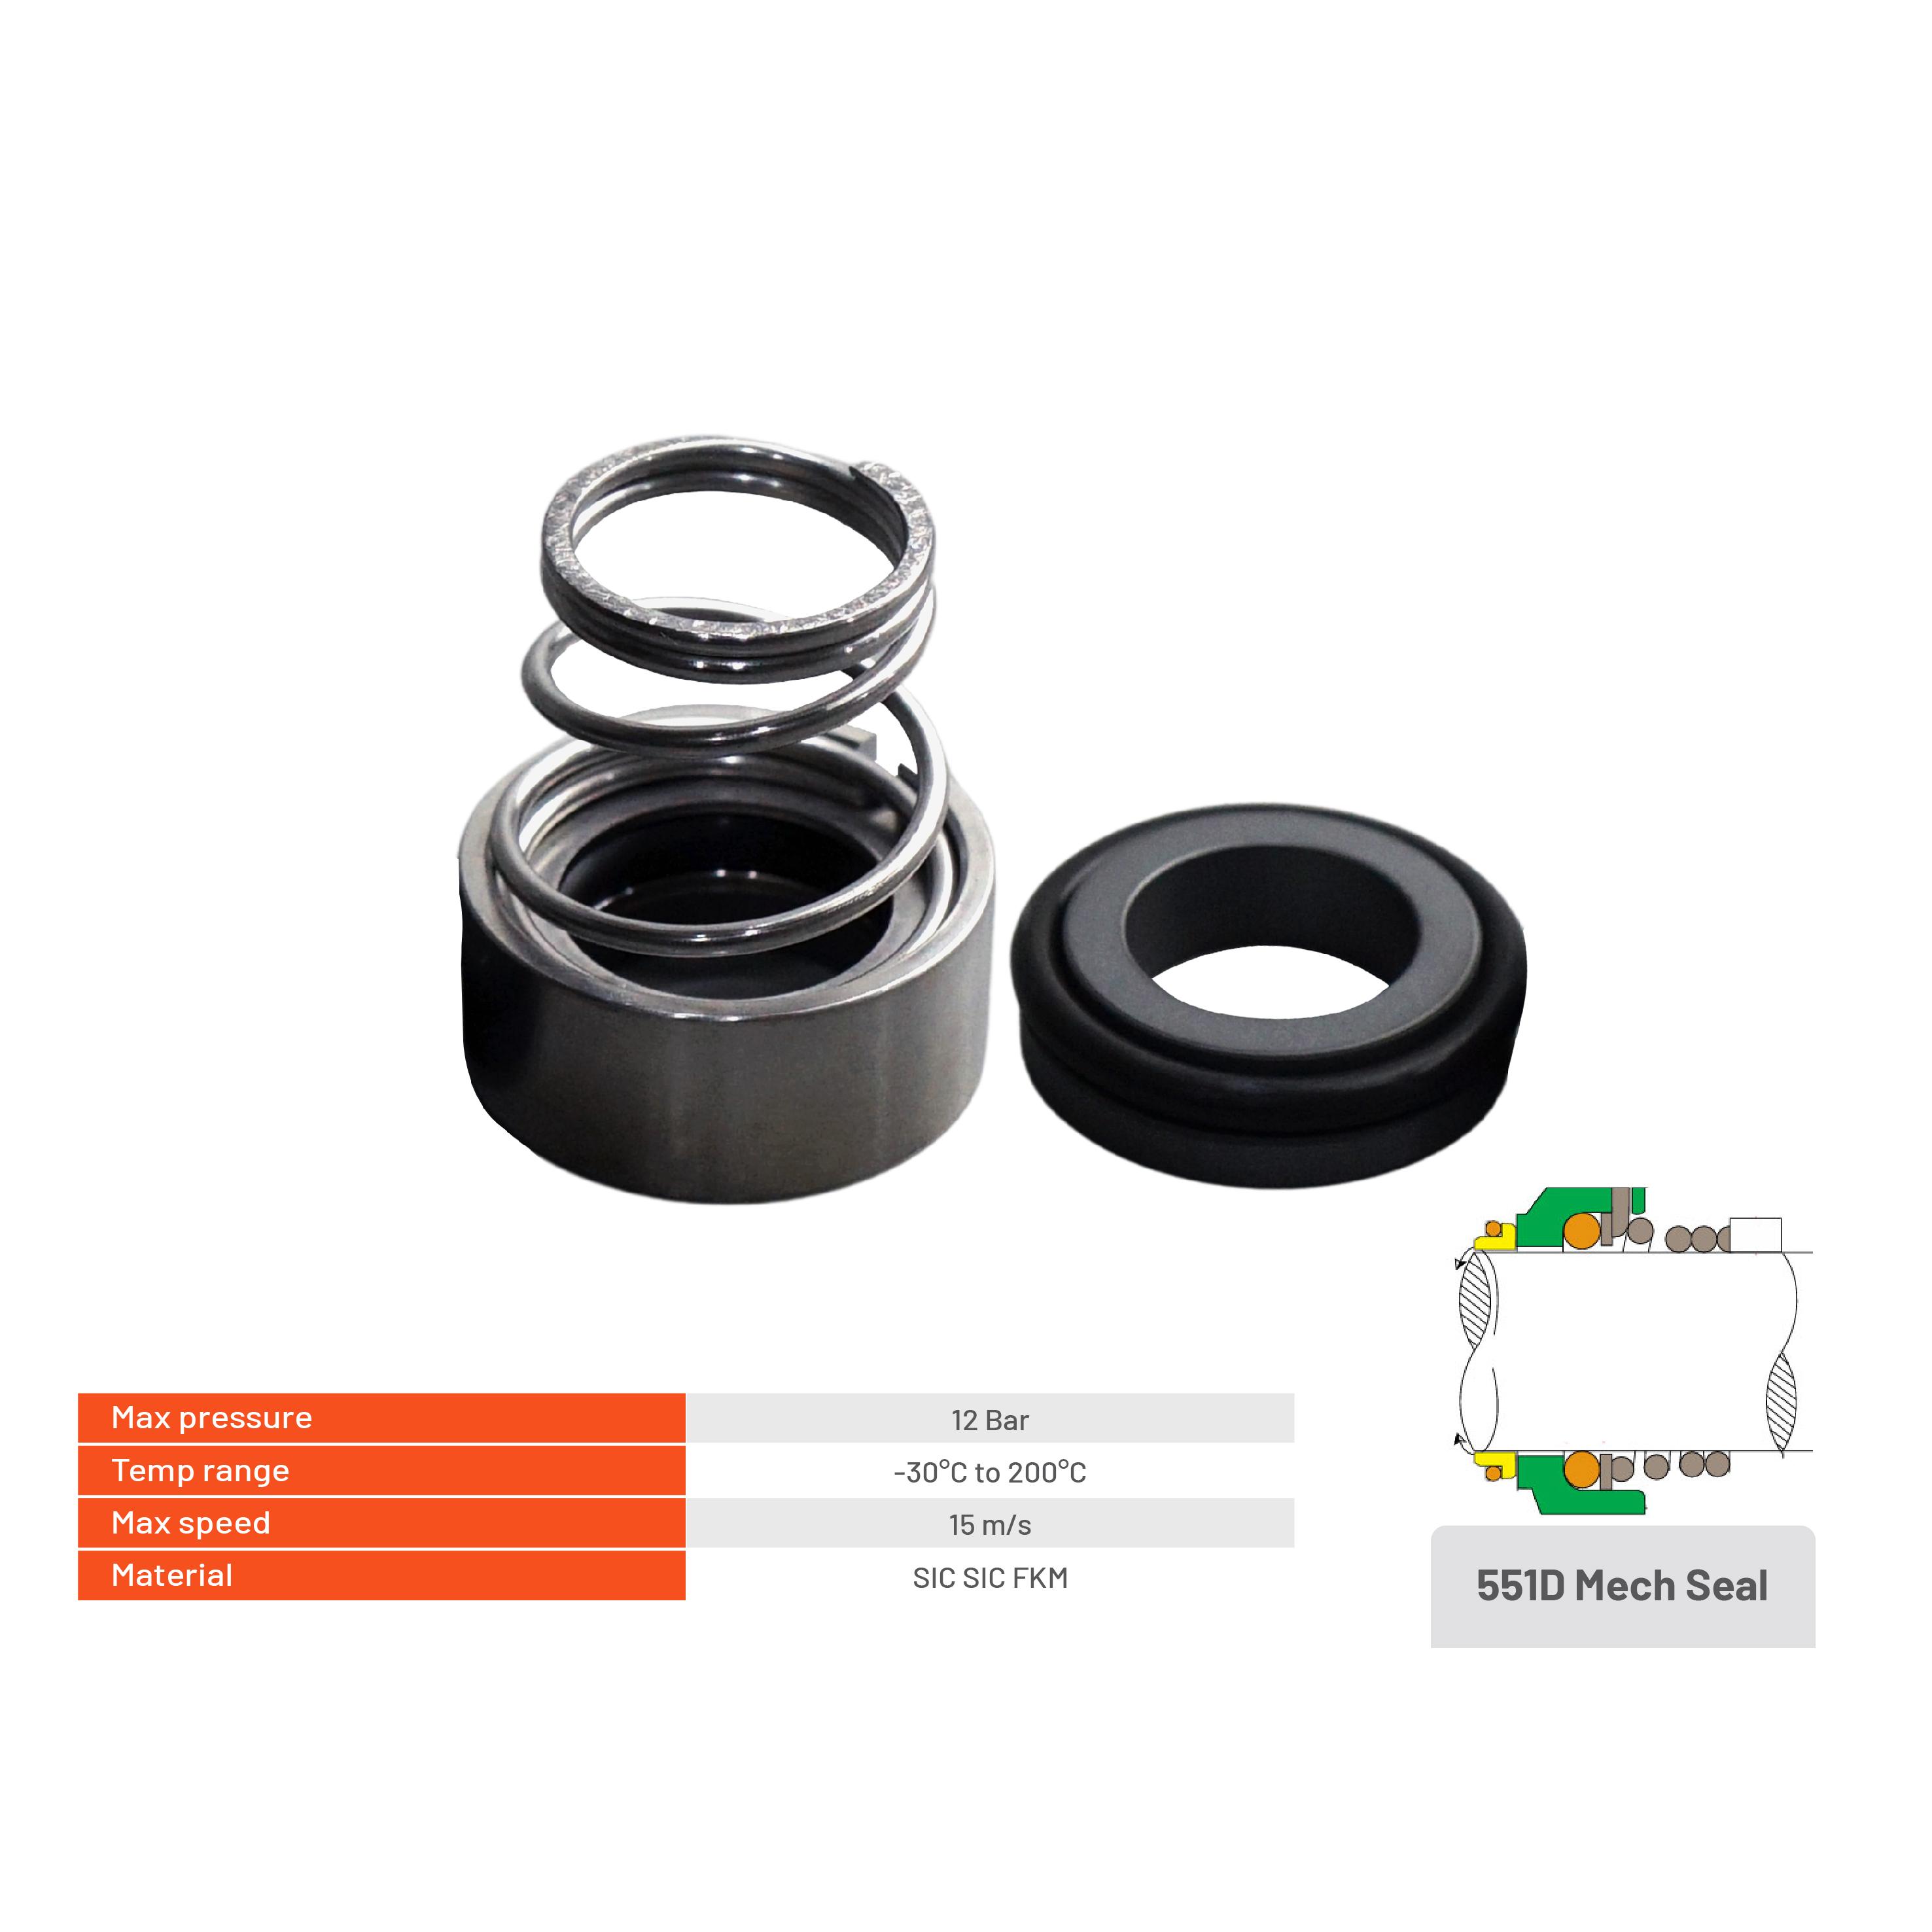 Max pressure 12 Bar
Temp range -30°C to 200°C
Max speed 15 m/s
Material SIC SIC FKM
551D Mech Seal